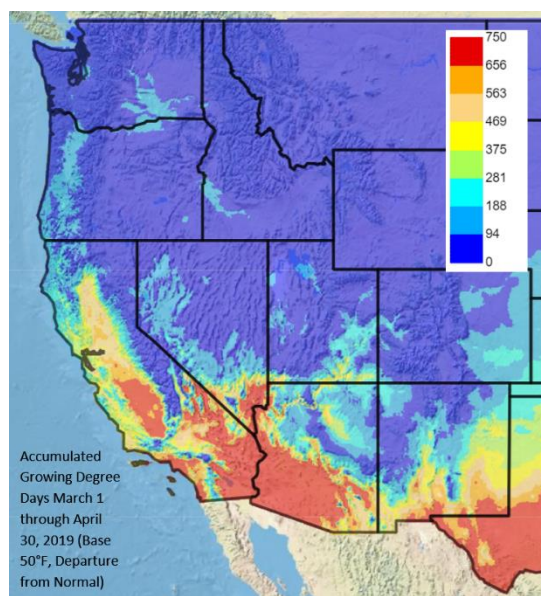 750
656
563
469
375
281
188
94
0
Accumulated
Growing Degree
Days March 1
through April
30, 2019 (Base
50°F, Departure
from Normal)